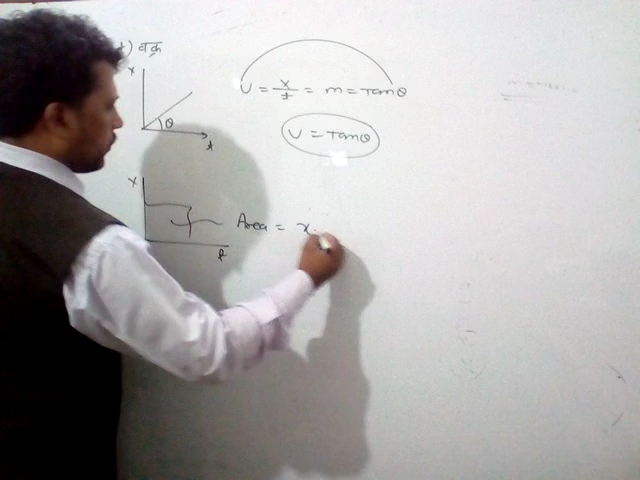 t) वक्र
x
υ = x/t = m = Tanθ
θ
t
υ = Tanθ
x
Area = x.
t